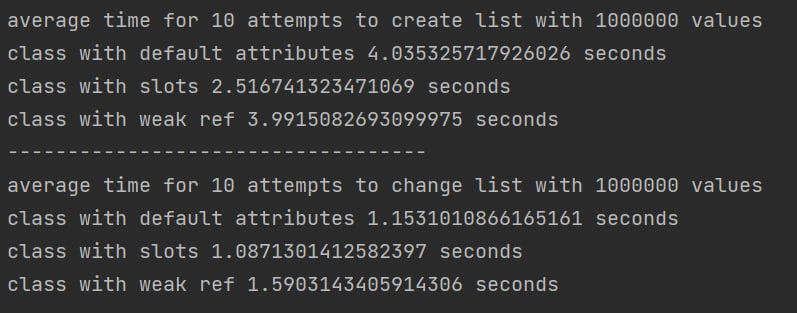 average time for 10 attempts to create list with 1000000 values
class with default attributes 4.035325717926026 seconds
class with slots 2.516741323471069 seconds
class with weak ref 3.9915082693099975 seconds
-----------------------------------
average time for 10 attempts to change list with 1000000 values
class with default attributes 1.1531010866165161 seconds
class with slots 1.0871301412582397 seconds
class with weak ref 1.5903143405914306 seconds